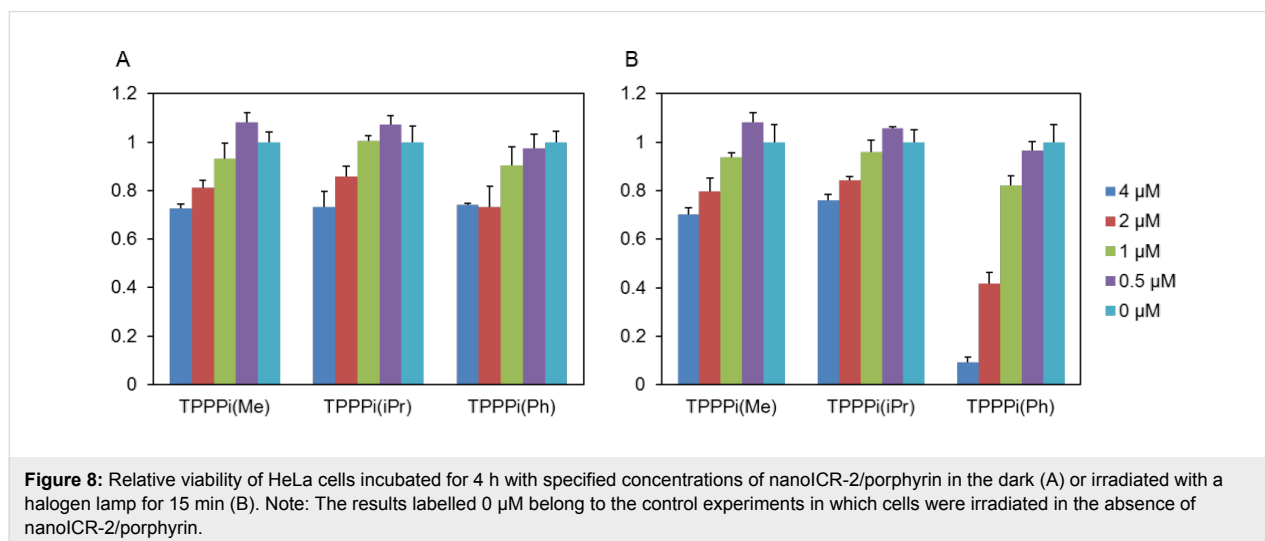 A
B
1.2
1
0.8
0.6
0.4
0.2
0
TPPPi(Me)
TPPPi(iPr)
TPPPi(Ph)
1.2
1
0.8
0.6
0.4
0.2
0
TPPPi(Me)
TPPPi(iPr)
TPPPi(Ph)
4 µM
2 µM
1 µM
0.5 µM
0 µM
Figure 8: Relative viability of HeLa cells incubated for 4 h with specified concentrations of nanoICR-2/porphyrin in the dark (A) or irradiated with a
halogen lamp for 15 min (B). Note: The results labelled 0 µM belong to the control experiments in which cells were irradiated in the absence of
nanoICR-2/porphyrin.